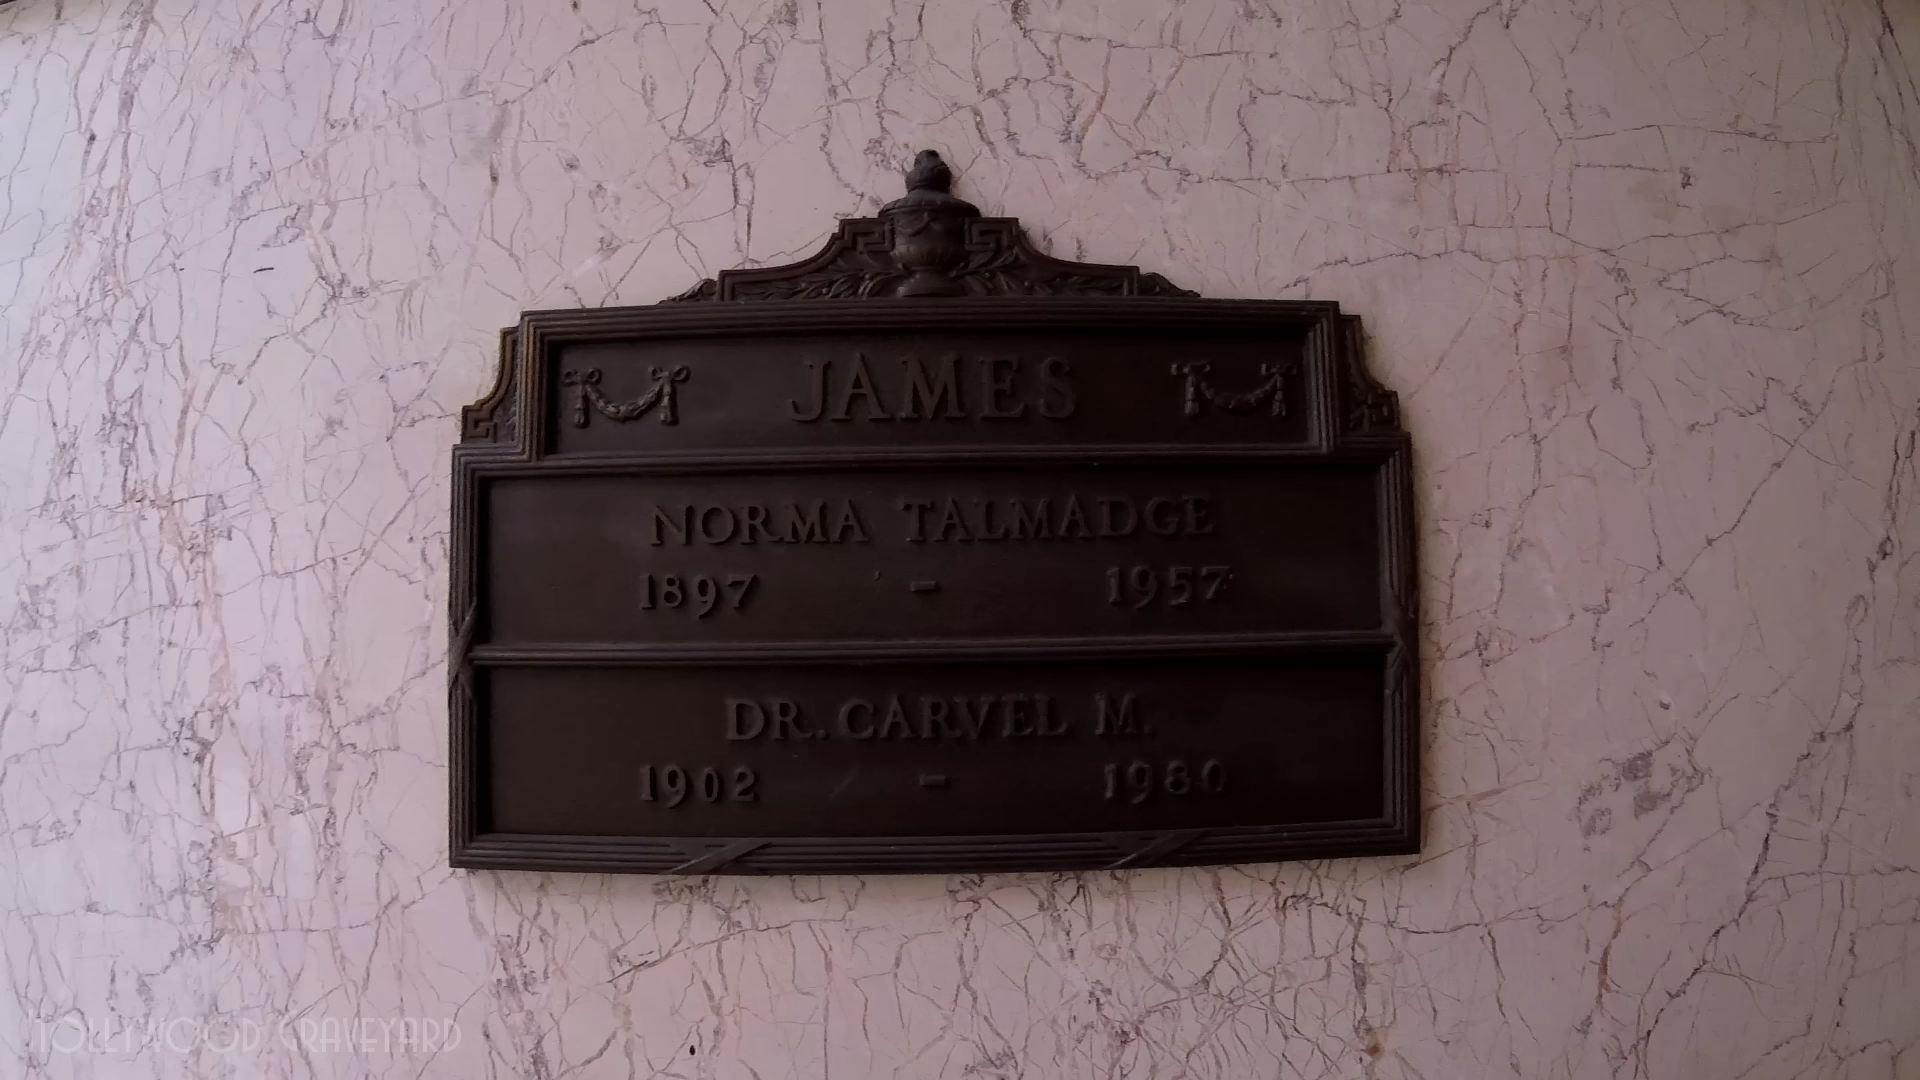 JAMES
NORMA TALMADGE
1897 - 1957
DR. CARVEL M.
1902 - 1980
HOLLYWOOD GRAVEYARD